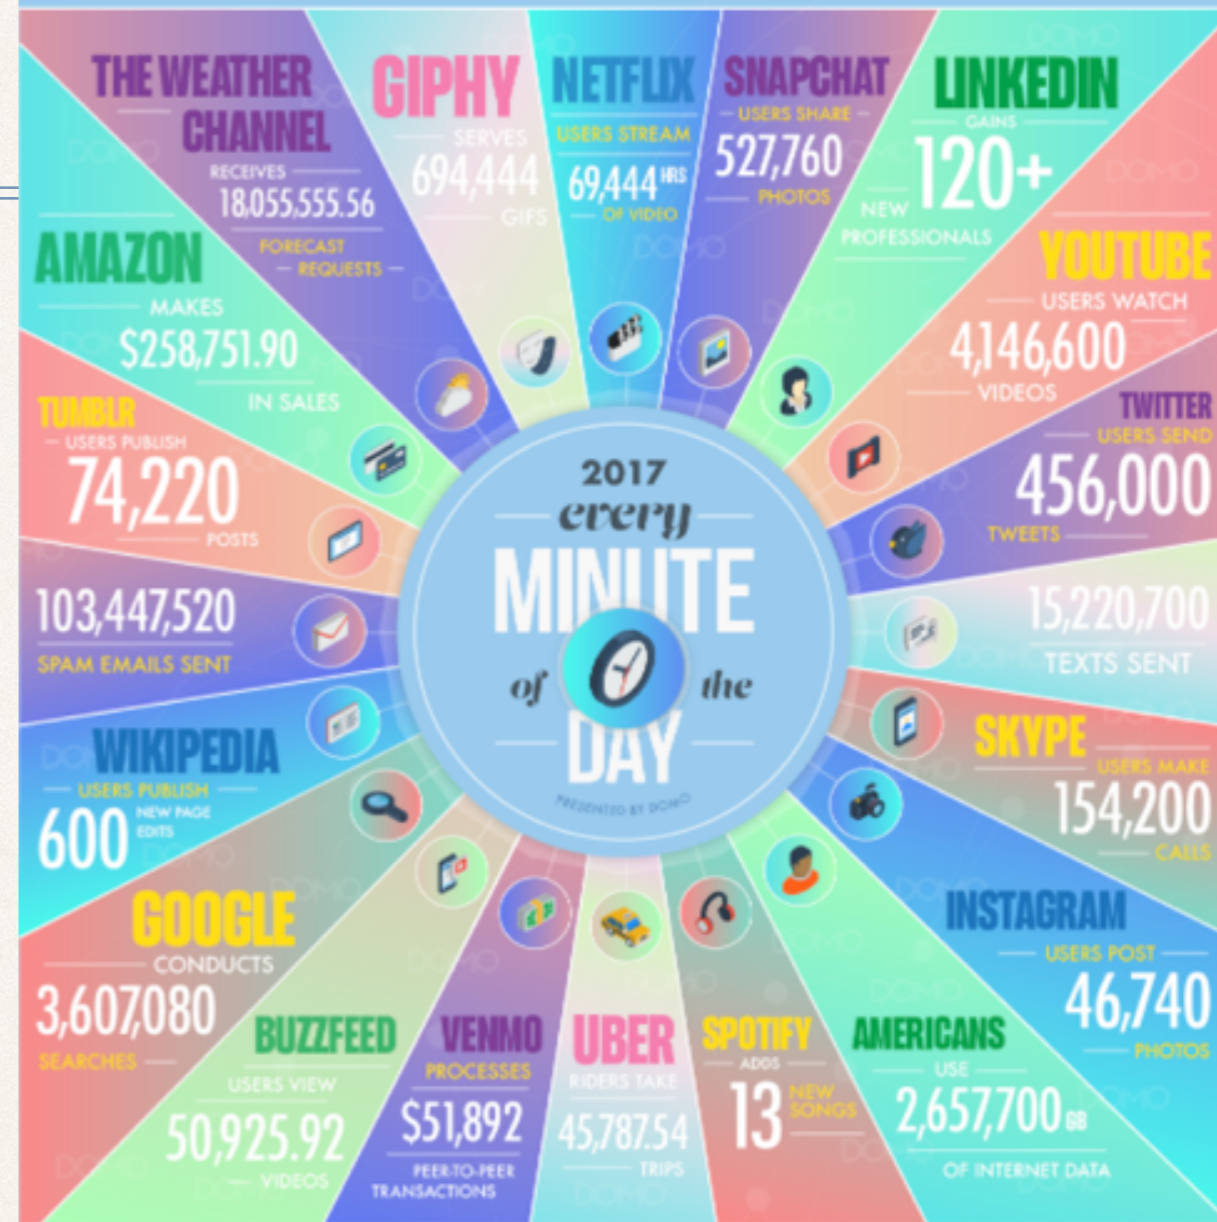 2017
every
MINUTE
of the
DAY
PRESENTED BY DOMO
THE WEATHER
CHANNEL
RECEIVES
18,055,555.56
FORECAST
REQUESTS
GIPHY
SERVES
694,444
GIFS
NETFLIX
USERS STREAM
69,444 HRS
OF VIDEO
SNAPCHAT
USERS SHARE
527,760
PHOTOS
LINKEDIN
GAINS
120+
NEW
PROFESSIONALS
YOUTUBE
USERS WATCH
4,146,600
VIDEOS
TWITTER
USERS SEND
456,000
TWEETS
15,220,700
TEXTS SENT
SKYPE
USERS MAKE
154,200
CALLS
INSTAGRAM
USERS POST
46,740
PHOTOS
AMERICANS
USE
2,657,700 GB
OF INTERNET DATA
SPOTIFY
ADDS
13 NEW
SONGS
UBER
RIDERS TAKE
45,787.54
TRIPS
VENMO
PROCESSES
$51,892
PEER-TO-PEER
TRANSACTIONS
BUZZFEED
USERS VIEW
50,925.92
VIDEOS
GOOGLE
CONDUCTS
3,607,080
SEARCHES
WIKIPEDIA
USERS PUBLISH
600 NEW PAGE
EDITS
103,447,520
SPAM EMAILS SENT
TUMBLR
USERS PUBLISH
74,220
POSTS
AMAZON
MAKES
$258,751.90
IN SALES
DOMO